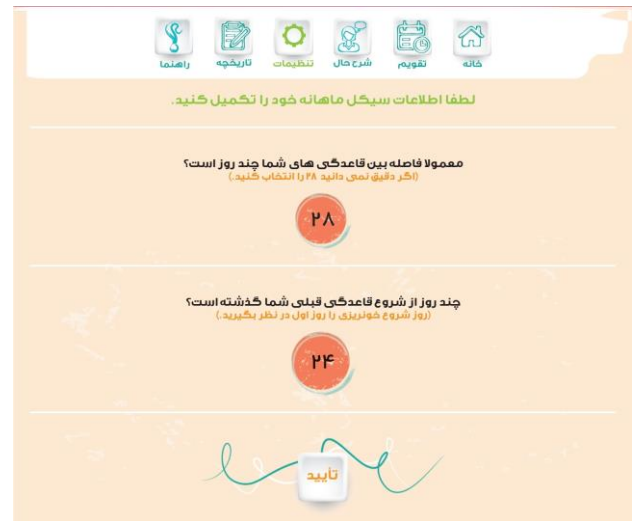 خانه
تقویم
شرح حال
تنظیمات
تاریخچه
راهنما
لطفا اطلاعات سیکل ماهانه خود را تکمیل کنید.
معمولا فاصله بین قاعدگی های شما چند روز است؟
(اگر دقیق نمی دانید ۲۸ را انتخاب کنید.)
۲۸
چند روز از شروع قاعدگی قبلی شما گذشته است؟
(روز شروع خونریزی را روز اول در نظر بگیرید.)
۲۴
تأیید